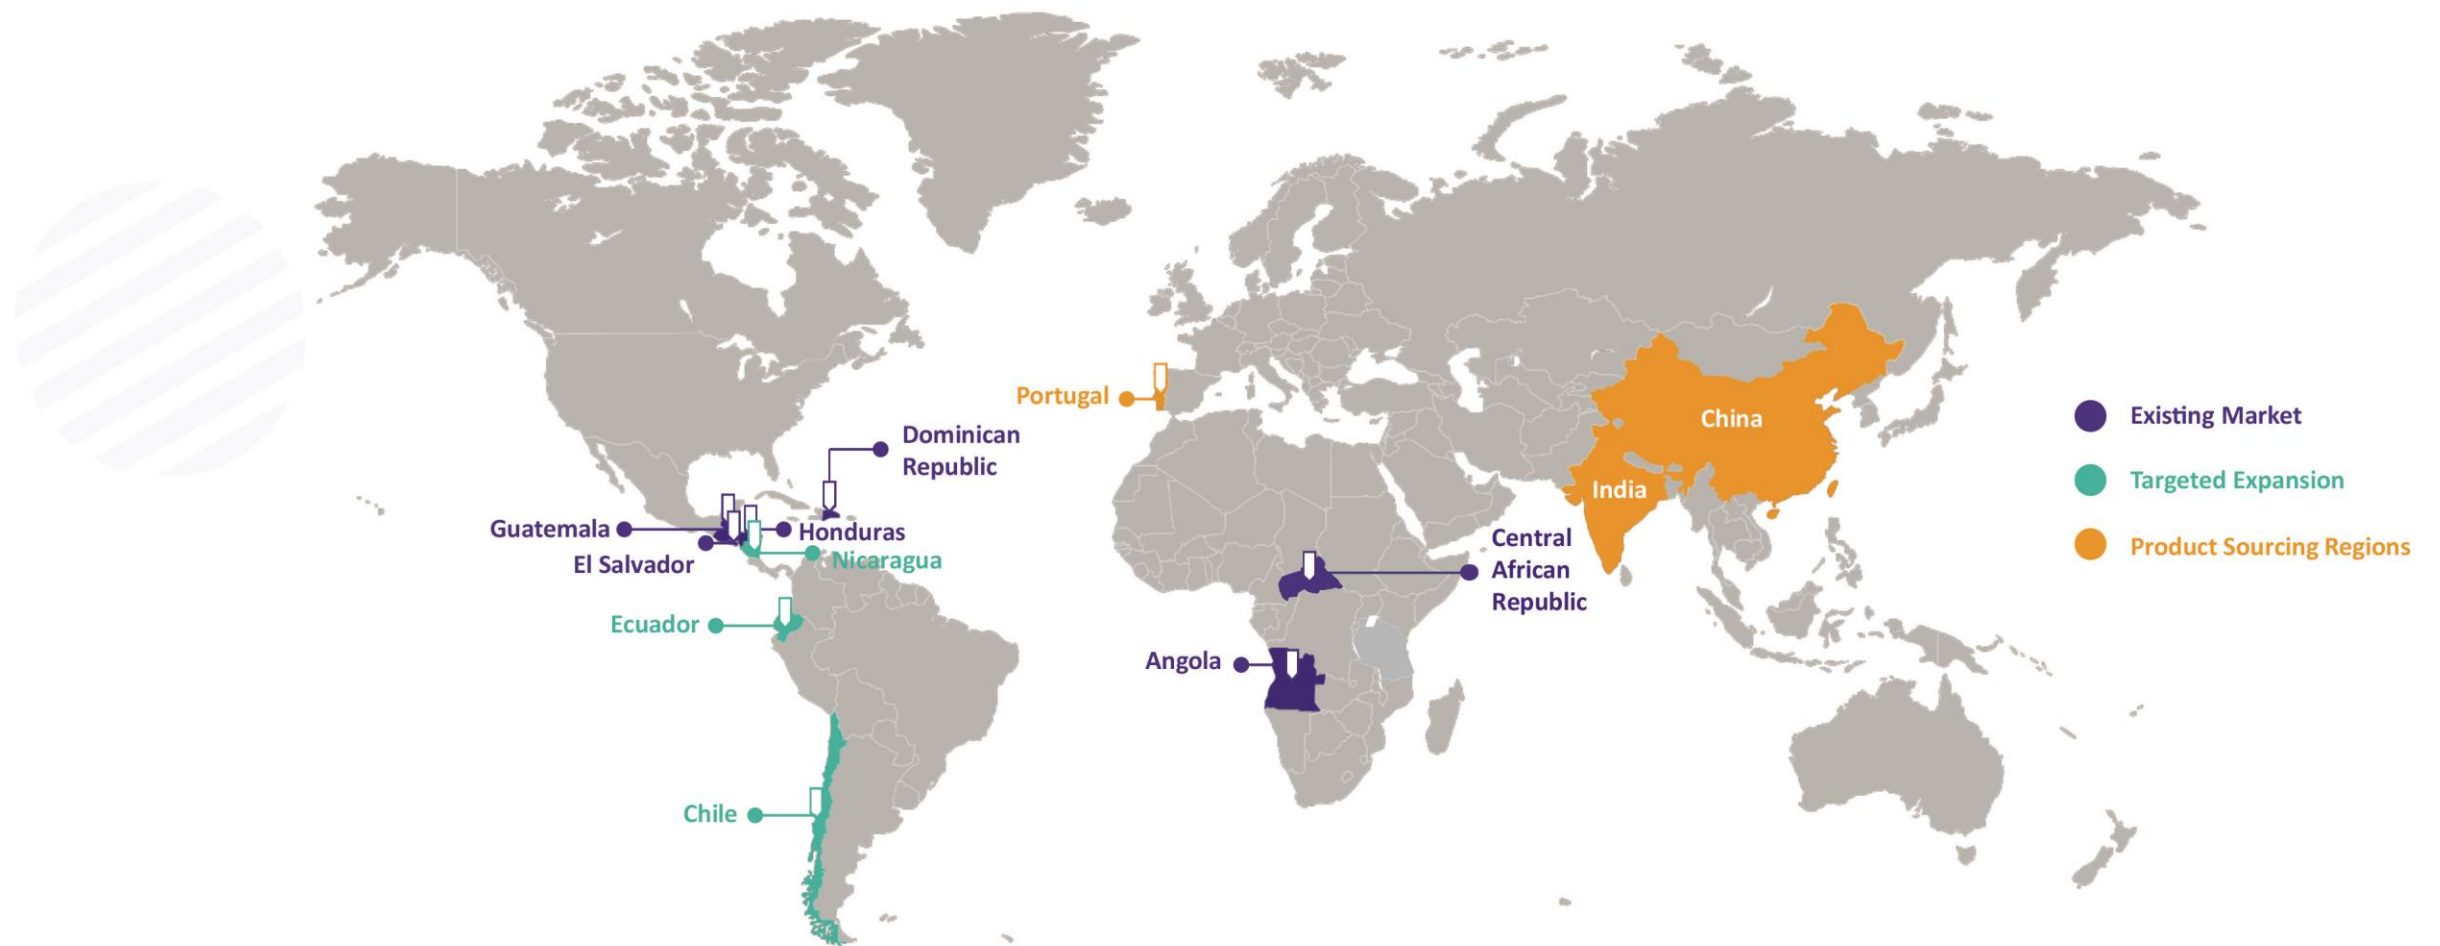 Portugal
China
Dominican
Republic
Existing Market
Targeted Expansion
India
Guatemala
Honduras
El Salvador
Nicaragua
Central
African
Republic
Product Sourcing Regions
Ecuador
Angola
Chile